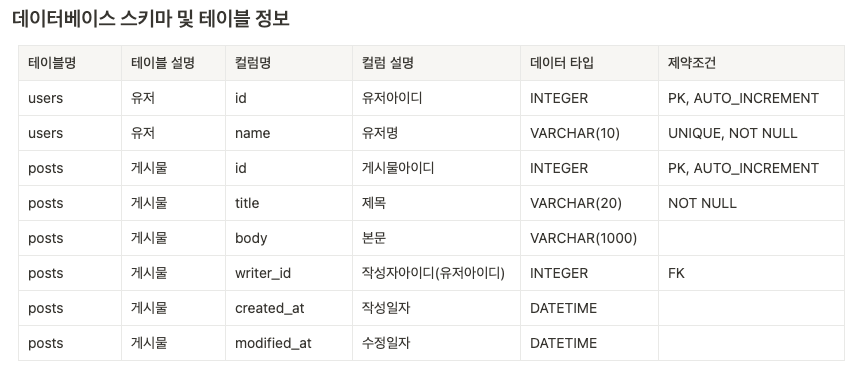 데이터베이스 스키마 및 테이블 정보
테이블명 테이블 설명 컬럼명 컬럼 설명 데이터 타입 제약조건
users 유저 id 유저아이디 INTEGER PK, AUTO_INCREMENT
users 유저 name 유저명 VARCHAR(10) UNIQUE, NOT NULL
posts 게시물 id 게시물아이디 INTEGER PK, AUTO_INCREMENT
posts 게시물 title 제목 VARCHAR(20) NOT NULL
posts 게시물 body 본문 VARCHAR(1000)
posts 게시물 writer_id 작성자아이디(유저아이디) INTEGER FK
posts 게시물 created_at 작성일자 DATETIME
posts 게시물 modified_at 수정일자 DATETIME